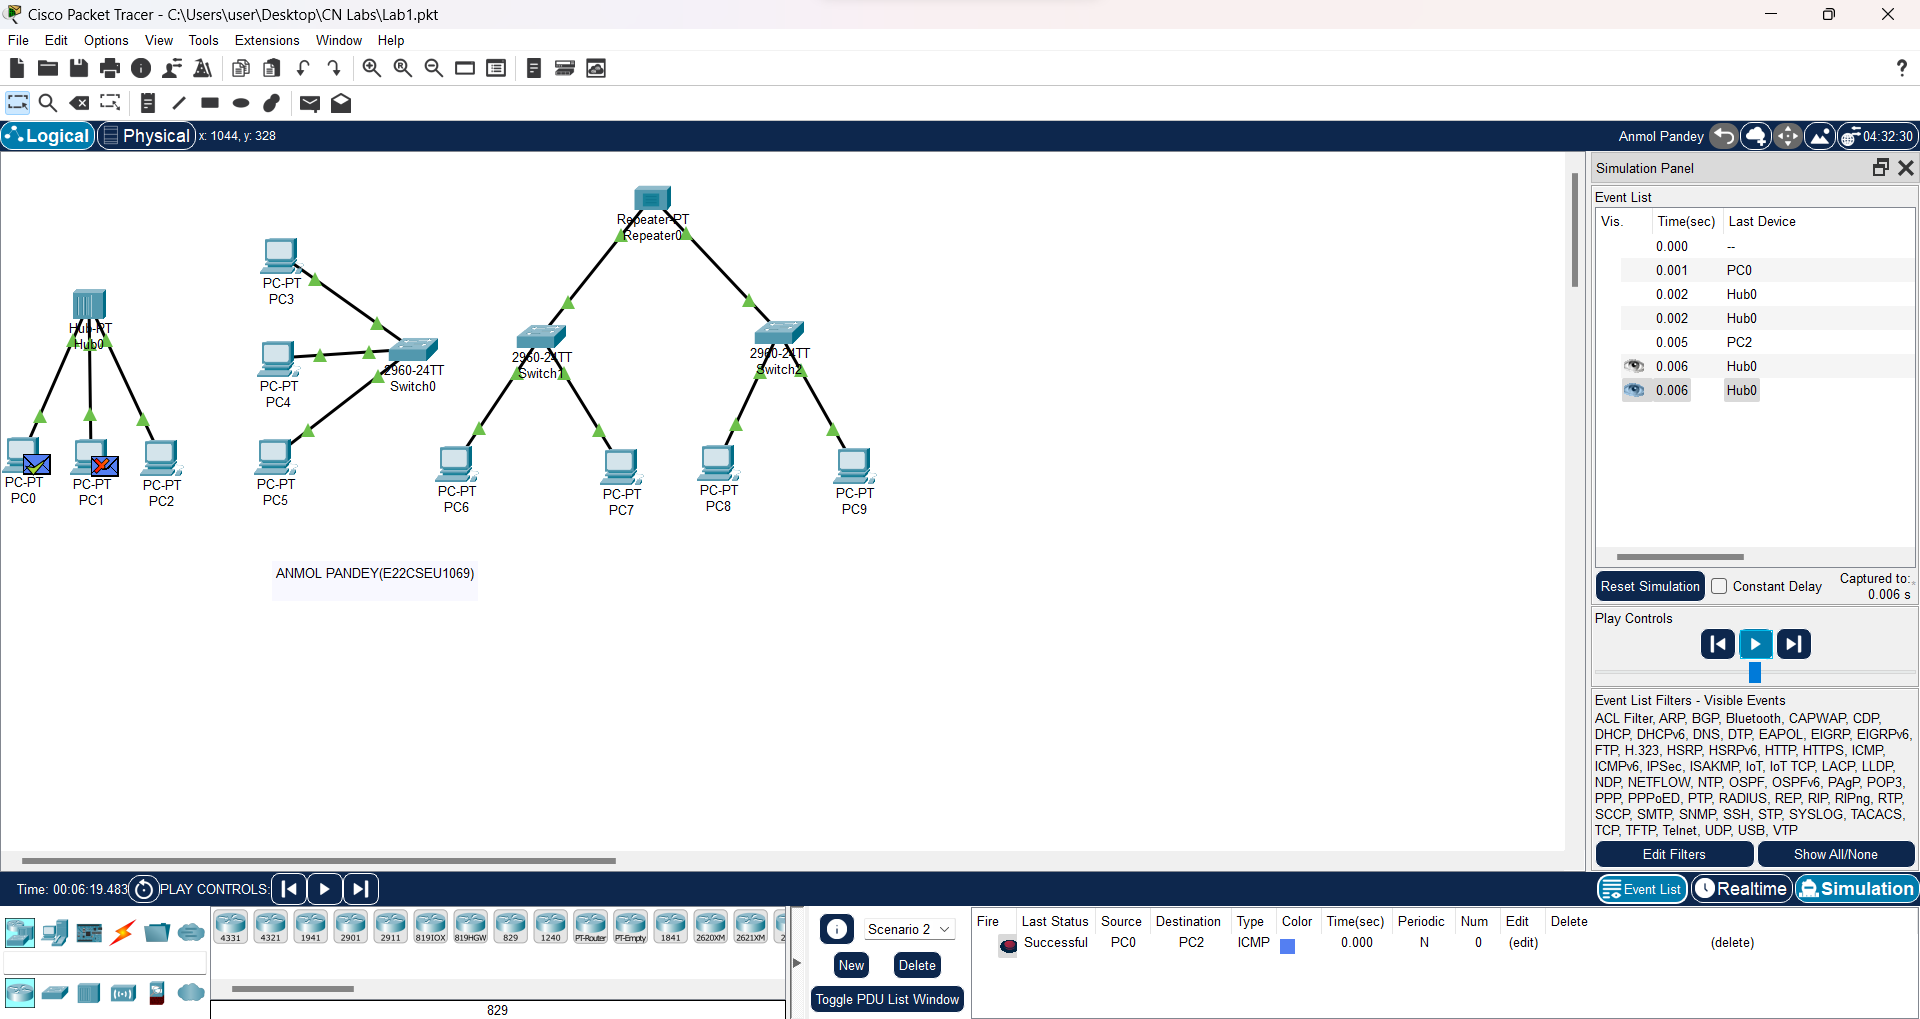 Cisco Packet Tracer - C:\Users\user\Desktop\CN Labs\Lab1.pkt
File Edit Options View Tools Extensions Window Help
?
Logical Physical x: 1044, y: 328 Anmol Pandey 04:32:30
Simulation Panel
Event List
Vis. Time(sec) Last Device
0.000 --
0.001 PC0
0.002 Hub0
0.002 Hub0
0.005 PC2
0.006 Hub0
0.006 Hub0
Repeater-PT
Repeater0
PC-PT
PC3
Hub-PT
Hub0
2960-24TT
Switch0
PC-PT
PC4
2960-24TT
Switch1
2960-24TT
Switch2
PC-PT
PC0
PC-PT
PC1
PC-PT
PC2
PC-PT
PC5
PC-PT
PC6
PC-PT
PC7
PC-PT
PC8
PC-PT
PC9
ANMOL PANDEY(E22CSEU1069)
Reset Simulation Constant Delay Captured to:
0.006 s
Play Controls
Event List Filters - Visible Events
ACL Filter, ARP, BGP, Bluetooth, CAPWAP, CDP,
DHCP, DHCPv6, DNS, DTP, EAPOL, EIGRP, EIGRPv6,
FTP, H.323, HSRP, HSRPv6, HTTP, HTTPS, ICMP,
ICMPv6, IPSec, ISAKMP, IoT, IoT TCP, LACP, LLDP,
NDP, NETFLOW, NTP, OSPF, OSPFv6, PAgP, POP3,
PPP, PPPoED, PTP, RADIUS, REP, RIP, RIPng, RTP,
SCCP, SMTP, SNMP, SSH, STP, SYSLOG, TACACS,
TCP, TFTP, Telnet, UDP, USB, VTP
Edit Filters Show All/None
Time: 00:06:19.483 PLAY CONTROLS: Event List Realtime Simulation
4331 4321 1941 2901 2911 819IOX 819HGW 829 1240 PT-Router PT-Empty 1841 2620XM 2621XM 2
829
Scenario 2
New Delete
Toggle PDU List Window
Fire Last Status Source Destination Type Color Time(sec) Periodic Num Edit Delete
Successful PC0 PC2 ICMP 0.000 N 0 (edit) (delete)